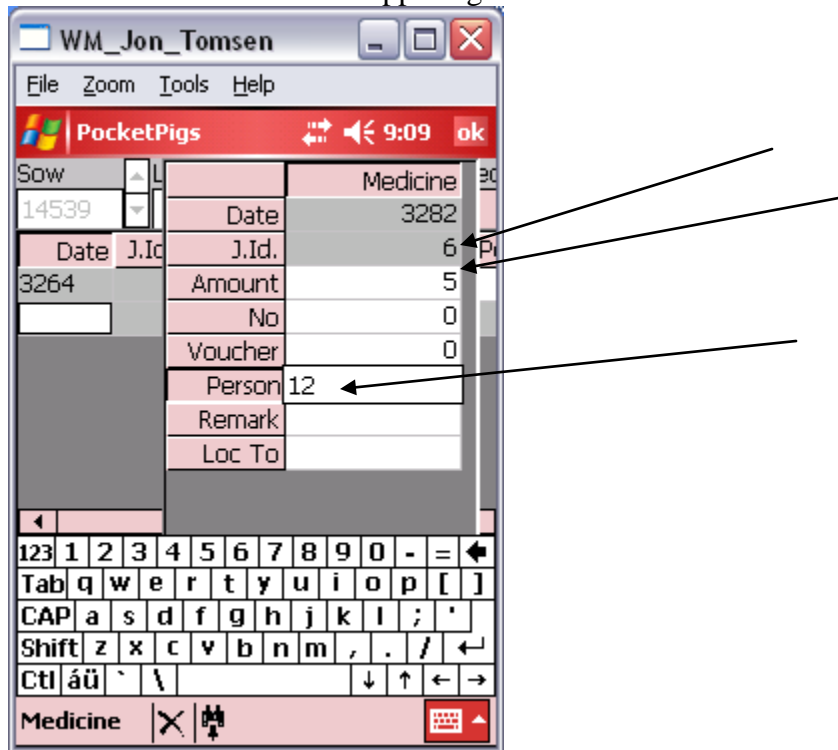 WM_Jon_Tomsen
File Zoom Tools Help
PocketPigs 9:09 ok
Sow
14539
Medicine
Date 3282
Date J.Id. 6
3264 Amount 5
No 0
Voucher 0
Person 12
Remark
Loc To
123 1 2 3 4 5 6 7 8 9 0 - =
Tab q w e r t y u i o p [ ]
CAP a s d f g h j k l ; '
Shift z x c v b n m , . / ↵
Ctl áü ` \ ↓ ↑ ← →
Medicine